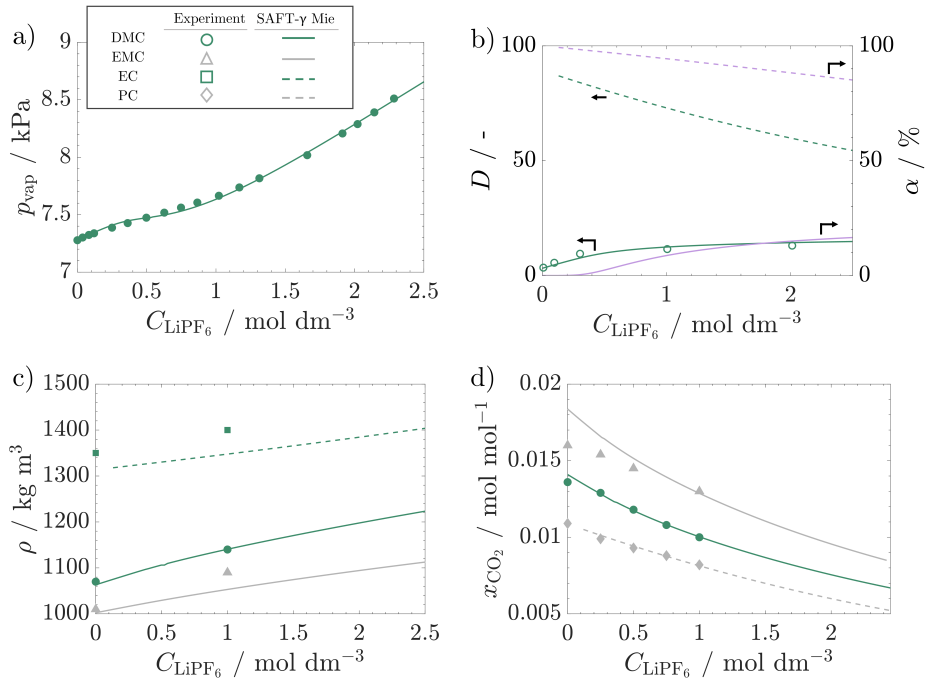 a)
Experiment SAFT-γ Mie
DMC
EMC
EC
PC
9
8.5
8
7.5
7
p_vap / kPa
0 0.5 1 1.5 2 2.5
C_LiPF₆ / mol dm⁻³
b)
100
50
0
D / -
100
50
0
α / %
0 1 2
C_LiPF₆ / mol dm⁻³
c)
1500
1400
1300
1200
1100
1000
ρ / kg m³
0 0.5 1 1.5 2 2.5
C_LiPF₆ / mol dm⁻³
d)
0.02
0.015
0.01
0.005
x_CO₂ / mol mol⁻¹
0 0.5 1 1.5 2
C_LiPF₆ / mol dm⁻³